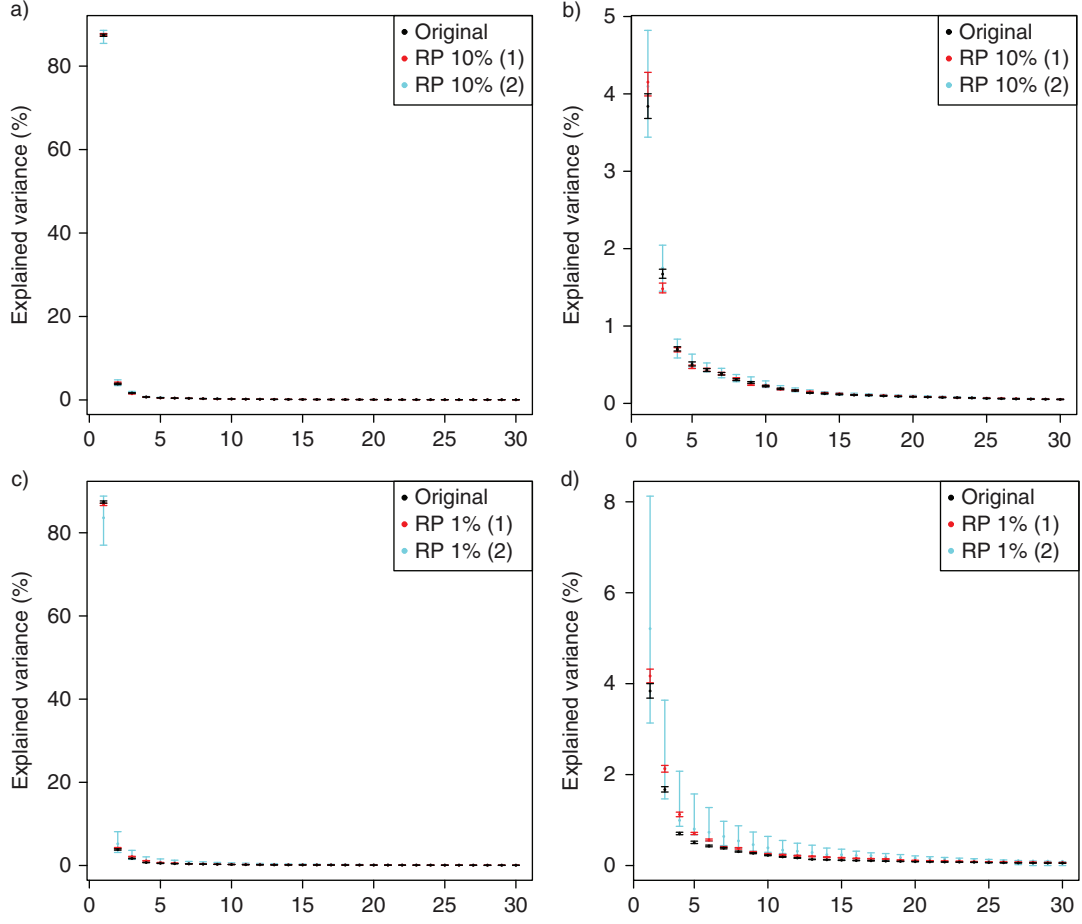 a)
Explained variance (%)
80
60
40
20
0
0 5 10 15 20 25 30
Original
RP 10% (1)
RP 10% (2)
b)
Explained variance (%)
5
4
3
2
1
0
0 5 10 15 20 25 30
Original
RP 10% (1)
RP 10% (2)
c)
Explained variance (%)
80
60
40
20
0
0 5 10 15 20 25 30
Original
RP 1% (1)
RP 1% (2)
d)
Explained variance (%)
8
6
4
2
0
0 5 10 15 20 25 30
Original
RP 1% (1)
RP 1% (2)